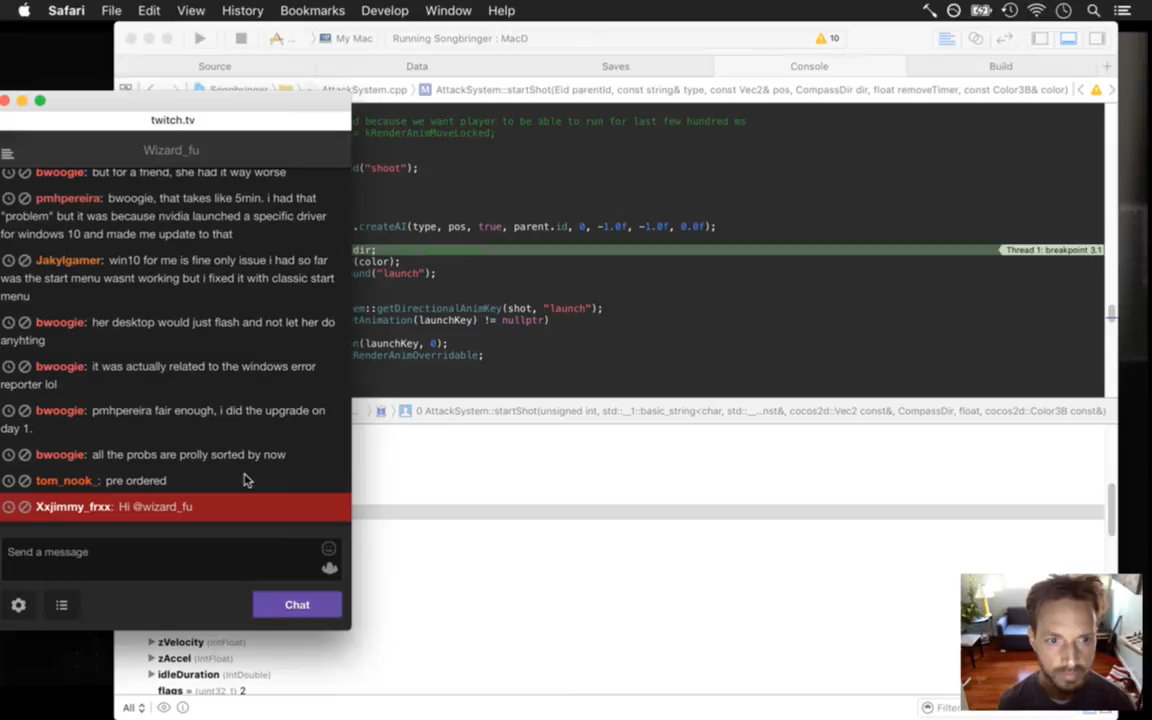 Safari File Edit View History Bookmarks Develop Window Help
My Mac Running Songbringer : MacD 10
Source Data Saves Console Build
Songbringer AttackSystem.cpp M AttackSystem::startShot(Eid parentId, const string& type, const Vec2& pos, CompassDir dir, float removeTimer, const Color3B& color)
twitch.tv
Wizard_fu
bwoogie: but for a friend, she had it way worse
pmhpereira: bwoogie, that takes like 5min. i had that
"problem" but it was because nvidia launched a specific driver
for windows 10 and made me update to that
Jakylgamer: win10 for me is fine only issue i had so far
was the start menu wasnt working but i fixed it with classic start
menu
bwoogie: her desktop would just flash and not let her do
anyhting
bwoogie: it was actually related to the windows error
reporter lol
bwoogie: pmhpereira fair enough, i did the upgrade on
day 1.
bwoogie: all the probs are prolly sorted by now
tom_nook_: pre ordered
Xxjimmy_frxx: Hi @wizard_fu
Send a message
Chat
d because we want player to be able to run for last few hundred ms
= kRenderAnimMoveLocked;
d("shoot");
.createAI(type, pos, true, parent.id, 0, -1.0f, -1.0f, 0.0f);
dir; Thread 1: breakpoint 3.1
(color);
ound("launch");
em::getDirectionalAnimKey(shot, "launch");
etAnimation(launchKey) != nullptr)
on(launchKey, 0);
RenderAnimOverridable;
0 AttackSystem::startShot(unsigned int, std::__1::basic_string<char, std::__...nst&, cocos2d::Vec2 const&, CompassDir, float, cocos2d::Color3B const&)
zVelocity (IntFloat)
zAccel (IntFloat)
idleDuration (IntDouble)
flags = (uint32_t) 2
All Filter